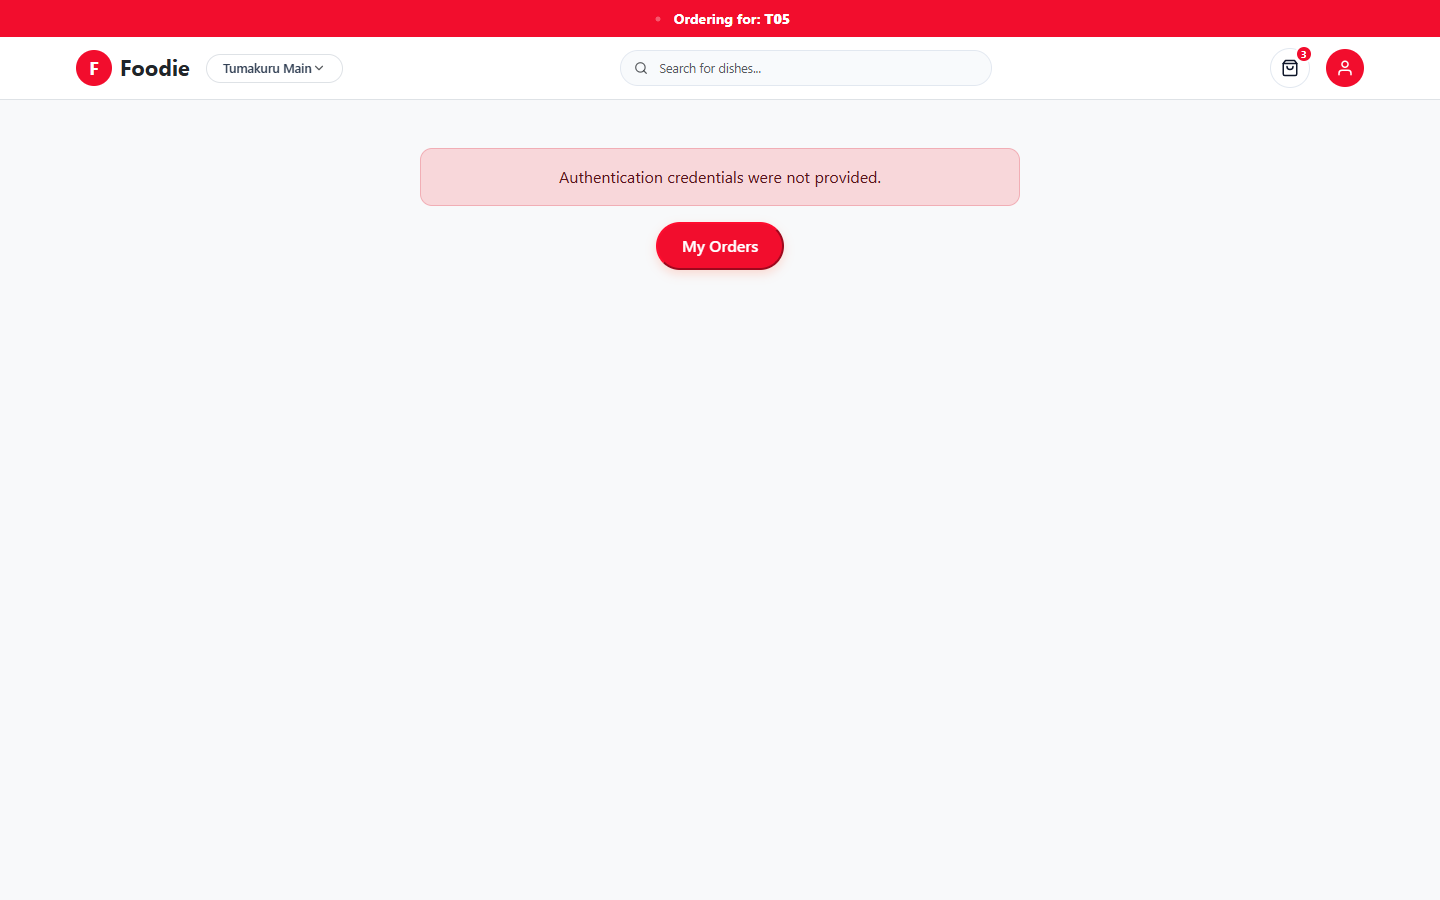 Ordering for: T05
F Foodie Tumakuru Main Search for dishes... 3
Authentication credentials were not provided.
My Orders